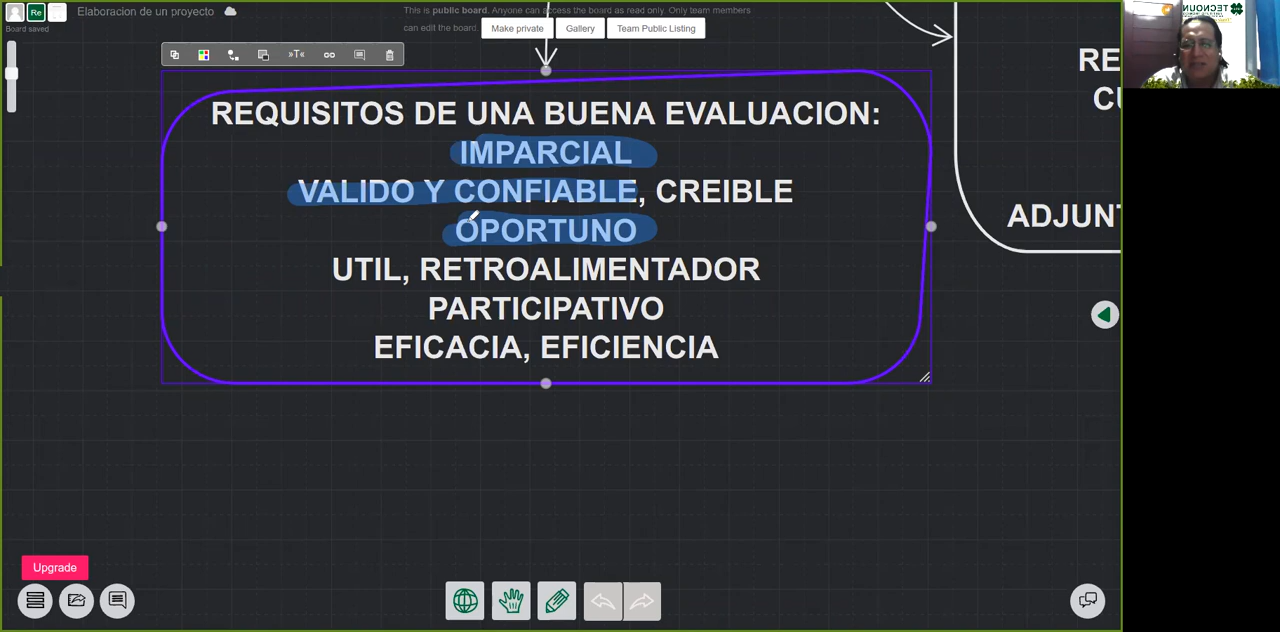 Re
Elaboracion de un proyecto
Board saved
This is public board. Anyone can access the board as read only. Only team members
can edit the board
Make private
Gallery
Team Public Listing
»T«
REQUISITOS DE UNA BUENA EVALUACION:
IMPARCIAL
VALIDO Y CONFIABLE, CREIBLE
OPORTUNO
UTIL, RETROALIMENTADOR
PARTICIPATIVO
EFICACIA, EFICIENCIA
RE
CU
ADJUNT
Upgrade
TECNOUN